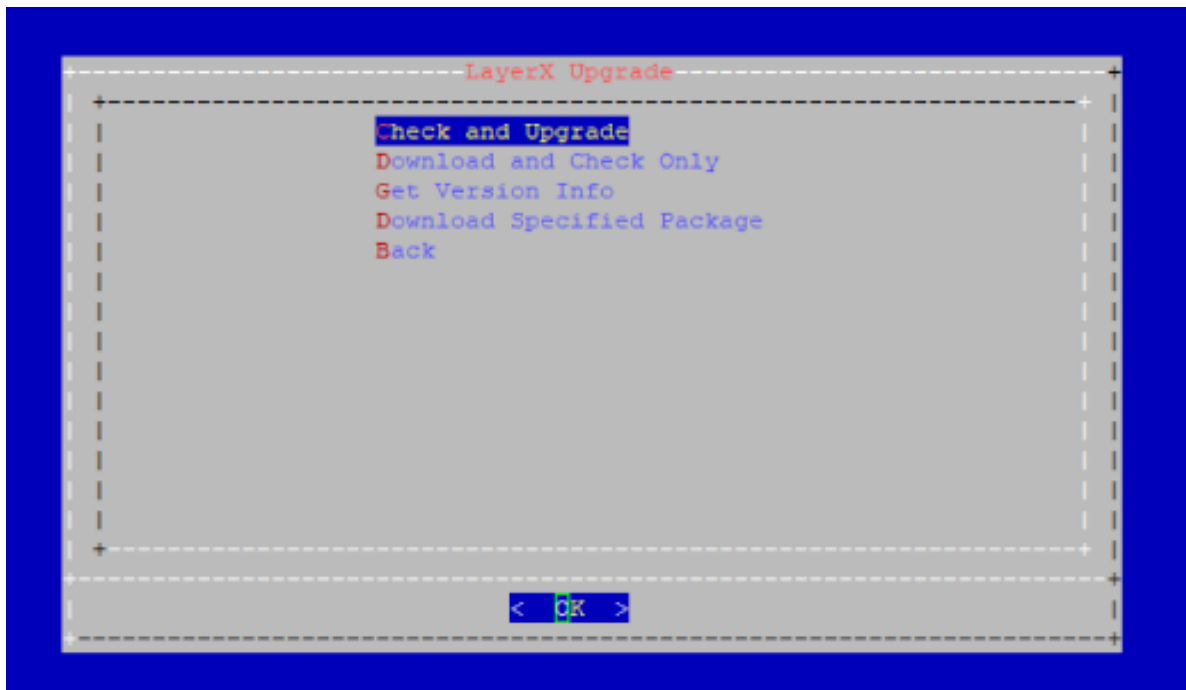 LayerX Upgrade
Check and Upgrade
Download and Check Only
Get Version Info
Download Specified Package
Back
< OK >